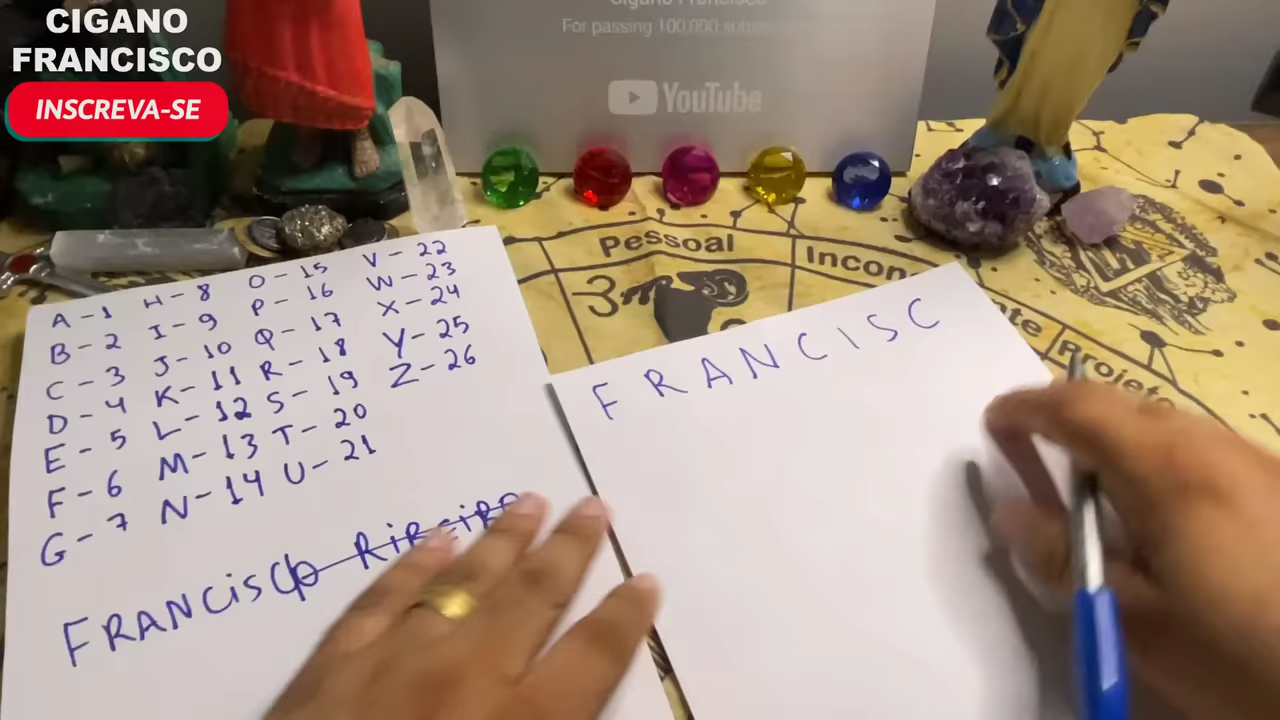 CIGANO
FRANCISCO
INSCREVA-SE
For passing 100,000
YouTube
Pessoal
Projeto
A-1 H-8 O-15 V-22
B-2 I-9 P-16 W-23
C-3 J-10 Q-17 X-24
D-4 K-11 R-18 Y-25
E-5 L-12 S-19 Z-26
F-6 M-13 T-20
G-7 N-14 U-21
FRANCISCO RIBEIRO
FRANCISC